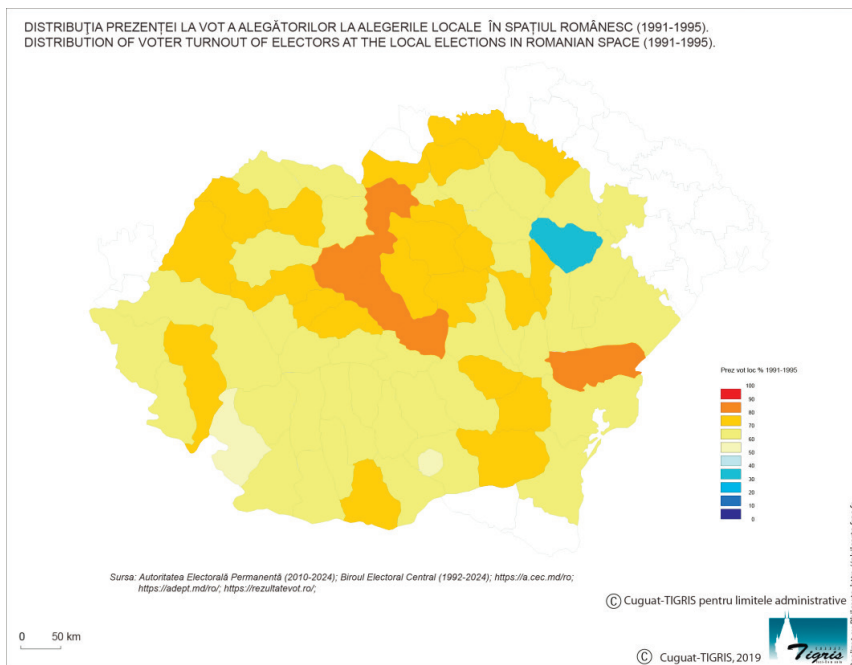 DISTRIBUȚIA PREZENȚEI LA VOT A ALEGĂTORILOR LA ALEGERILE LOCALE ÎN SPAȚIUL ROMÂNESC (1991-1995).
DISTRIBUTION OF VOTER TURNOUT OF ELECTORS AT THE LOCAL ELECTIONS IN ROMANIAN SPACE (1991-1995).
Prez vot loc % 1991-1995
100
90
80
70
60
50
40
30
20
10
0
Sursa: Autoritatea Electorală Permanentă (2010-2024); Biroul Electoral Central (1992-2024); https://a.cec.md/ro;
https://adept.md/ro/; https://rezultatevot.ro/;
© Cuguat-TIGRIS pentru limitele administrative
0 50 km
© Cuguat-TIGRIS, 2019
Tigris